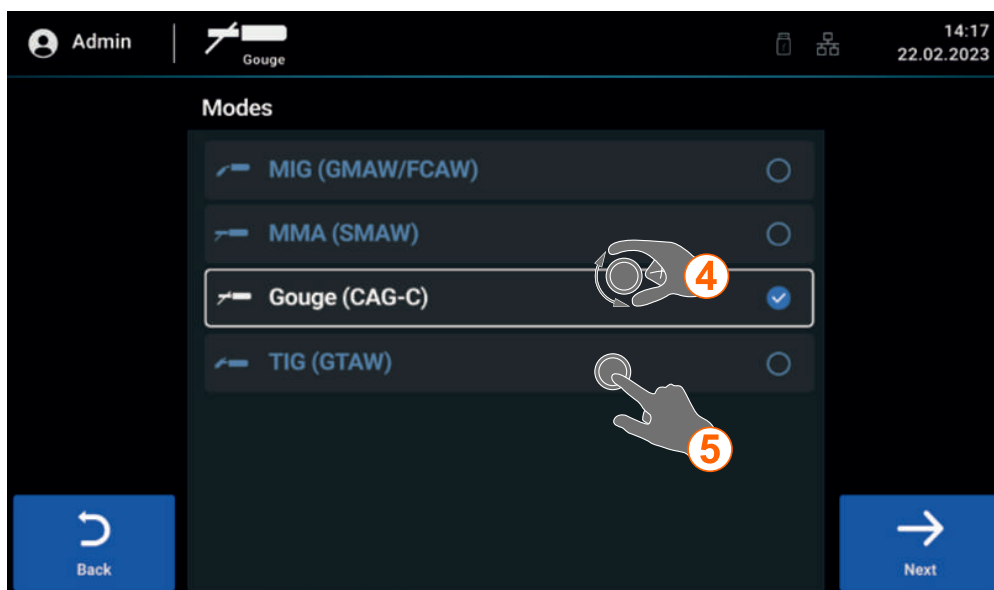 Admin
Gouge
14:17
22.02.2023
Modes
MIG (GMAW/FCAW)
MMA (SMAW)
4
Gouge (CAG-C)
TIG (GTAW)
5
Back
Next